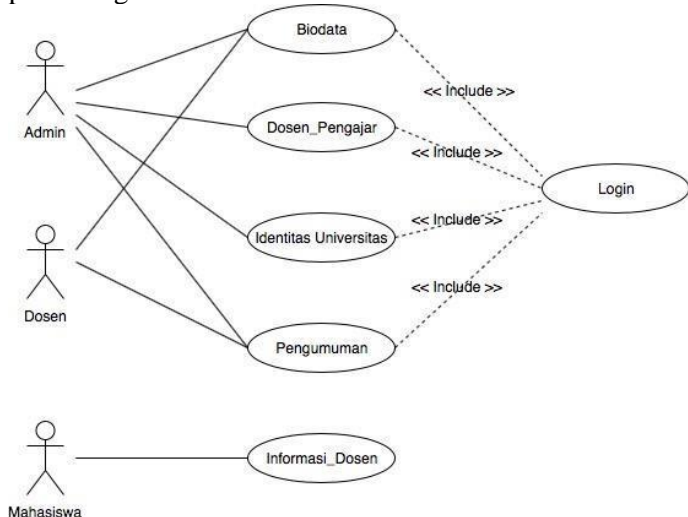 Biodata
<< Include >>
Admin
Dosen_Pengajar
<< Include >>
Login
Identitas Universitas
<< Include >>
Dosen
<< Include >>
Pengumuman
Informasi_Dosen
Mahasiswa